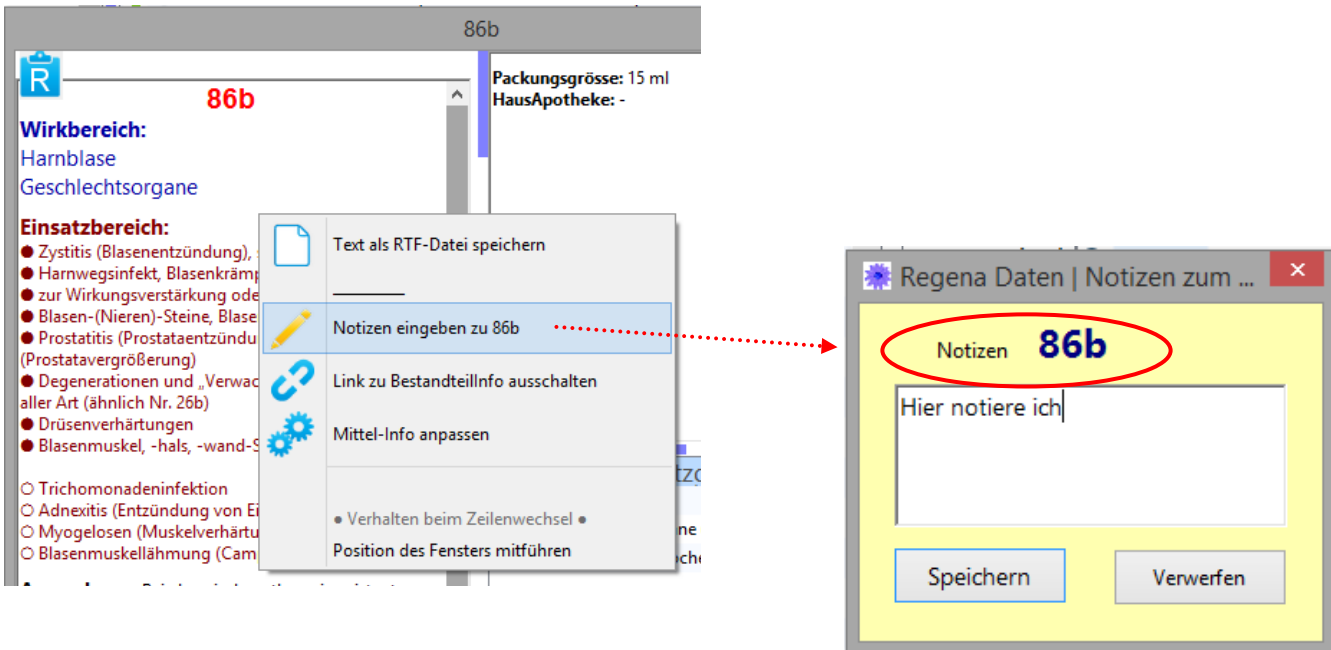 86b
R
86b
Wirkbereich:
Harnblase
Geschlechtsorgane
Einsatzbereich:
● Zystitis (Blasenentzündung),
● Harnwegsinfekt, Blasenkrämp
● zur Wirkungsverstärkung ode
● Blasen-(Nieren)-Steine, Blase
● Prostatitis (Prostataentzündu
(Prostatavergrößerung)
● Degenerationen und „Verwac
aller Art (ähnlich Nr. 26b)
● Drüsenverhärtungen
● Blasenmuskel, -hals, -wand-S
○ Trichomonadeninfektion
○ Adnexitis (Entzündung von Ei
○ Myogelosen (Muskelverhärtu
○ Blasenmuskellähmung (Cam
Packungsgrösse: 15 ml
HausApotheke: -
Text als RTF-Datei speichern
Notizen eingeben zu 86b
Link zu BestandteilInfo ausschalten
Mittel-Info anpassen
● Verhalten beim Zeilenwechsel ●
Position des Fensters mitführen
Regena Daten | Notizen zum ...
Notizen 86b
Hier notiere ich
Speichern
Verwerfen